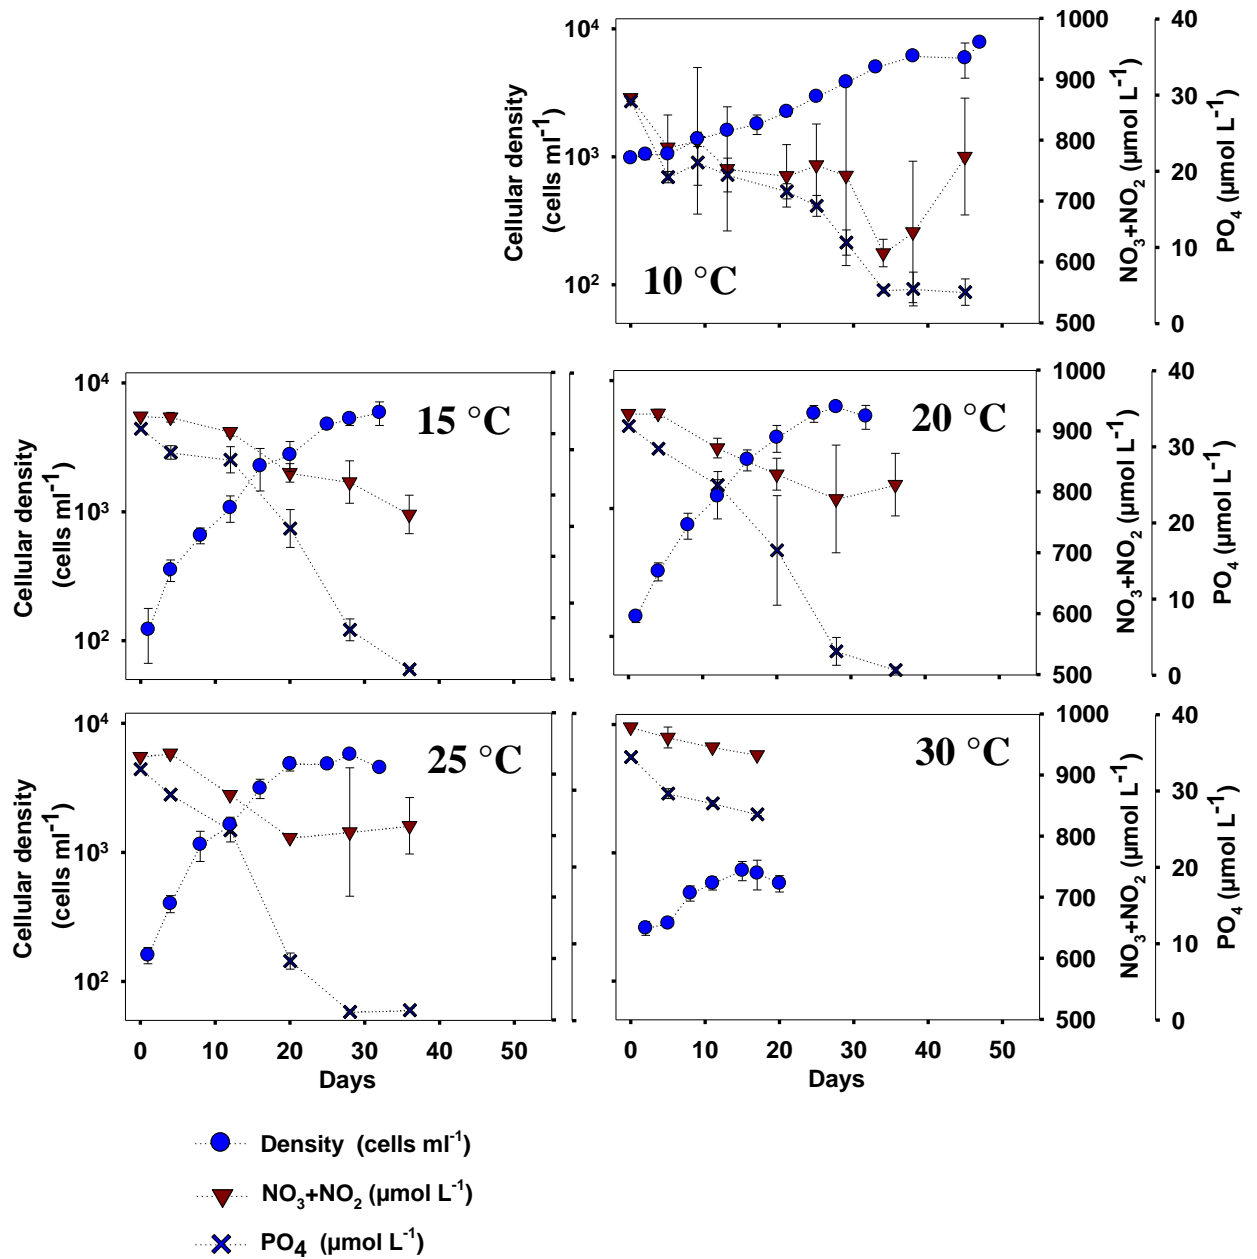 10⁴
10³
10²
Cellular density
(cells ml⁻¹)
10 °C
1000
900
800
700
600
500
NO₃+NO₂ (µmol L⁻¹)
40
30
20
10
0
PO₄ (µmol L⁻¹)
10⁴
10³
10²
Cellular density
(cells ml⁻¹)
15 °C
20 °C
1000
900
800
700
600
500
NO₃+NO₂ (µmol L⁻¹)
40
30
20
10
0
PO₄ (µmol L⁻¹)
10⁴
10³
10²
Cellular density
(cells ml⁻¹)
25 °C
0 10 20 30 40 50
Days
30 °C
1000
900
800
700
600
500
NO₃+NO₂ (µmol L⁻¹)
40
30
20
10
0
PO₄ (µmol L⁻¹)
0 10 20 30 40 50
Days
Density (cells ml⁻¹)
NO₃+NO₂ (µmol L⁻¹)
PO₄ (µmol L⁻¹)